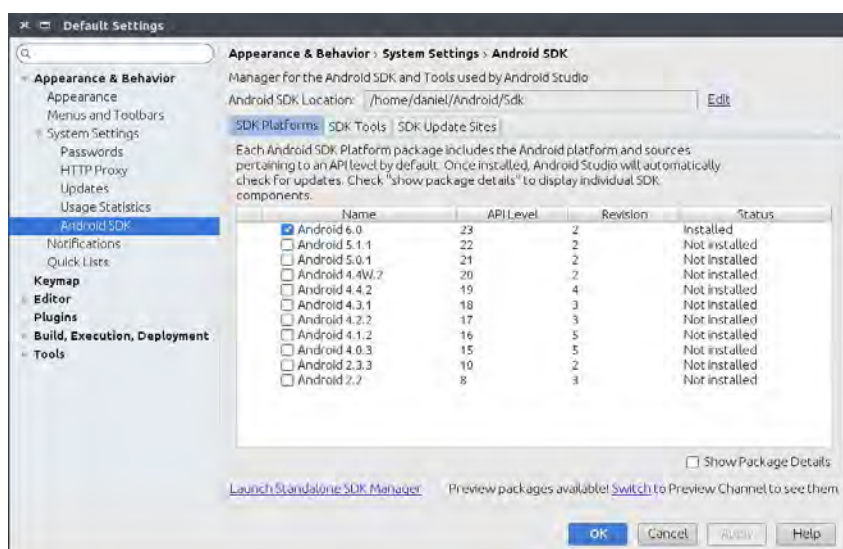 Default Settings
Appearance & Behavior › System Settings › Android SDK
Appearance & Behavior
Appearance
Menus and Toolbars
System Settings
Passwords
HTTP Proxy
Updates
Usage Statistics
Android SDK
Notifications
Quick Lists
Keymap
Editor
Plugins
Build, Execution, Deployment
Tools
Manager for the Android SDK and Tools used by Android Studio
Android SDK Location: /home/daniel/Android/Sdk Edit
SDK Platforms SDK Tools SDK Update Sites
Each Android SDK Platform package includes the Android platform and sources
pertaining to an API level by default. Once installed, Android Studio will automatically
check for updates. Check "show package details" to display individual SDK
components.
Name API Level Revision Status
Android 6.0 23 2 Installed
Android 5.1.1 22 2 Not installed
Android 5.0.1 21 2 Not installed
Android 4.4W.2 20 2 Not installed
Android 4.4.2 19 4 Not installed
Android 4.3.1 18 3 Not installed
Android 4.2.2 17 3 Not installed
Android 4.1.2 16 5 Not installed
Android 4.0.3 15 5 Not installed
Android 2.3.3 10 2 Not installed
Android 2.2 8 3 Not installed
Show Package Details
Launch Standalone SDK Manager Preview packages available! Switch to Preview Channel to see them
OK Cancel Apply Help